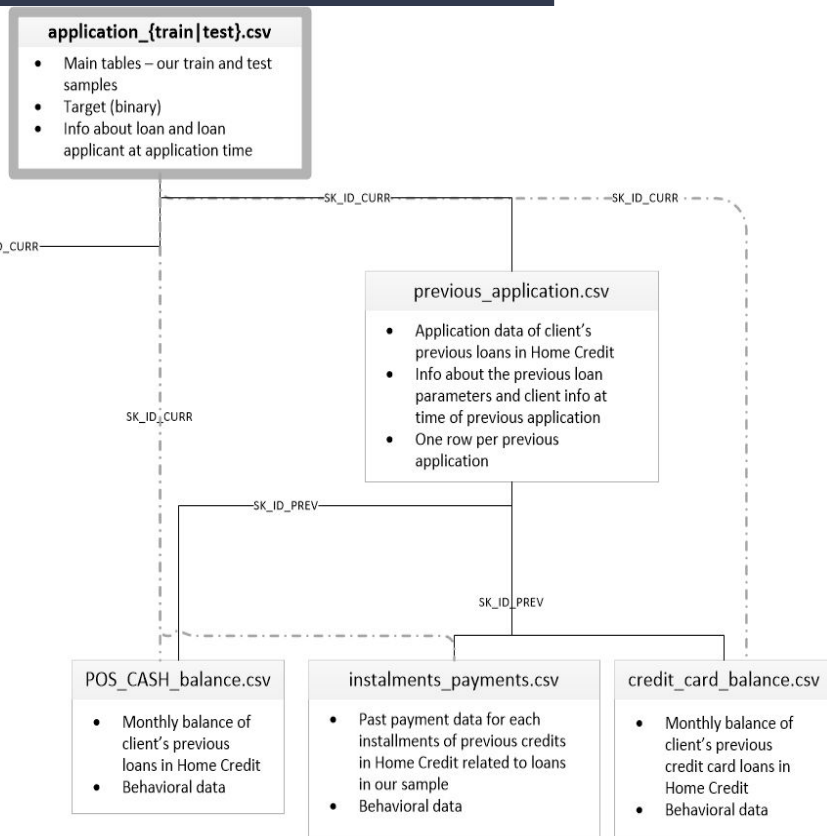 application_{train|test}.csv
• Main tables – our train and test
samples
• Target (binary)
• Info about loan and loan
applicant at application time
SK_ID_CURR
SK_ID_CURR
D_CURR
previous_application.csv
• Application data of client's
previous loans in Home Credit
• Info about the previous loan
parameters and client info at
time of previous application
• One row per previous
application
SK_ID_CURR
SK_ID_PREV
SK_ID_PREV
POS_CASH_balance.csv
• Monthly balance of
client's previous
loans in Home Credit
• Behavioral data
instalments_payments.csv
• Past payment data for each
installments of previous credits
in Home Credit related to loans
in our sample
• Behavioral data
credit_card_balance.csv
• Monthly balance of
client's previous
credit card loans in
Home Credit
• Behavioral data